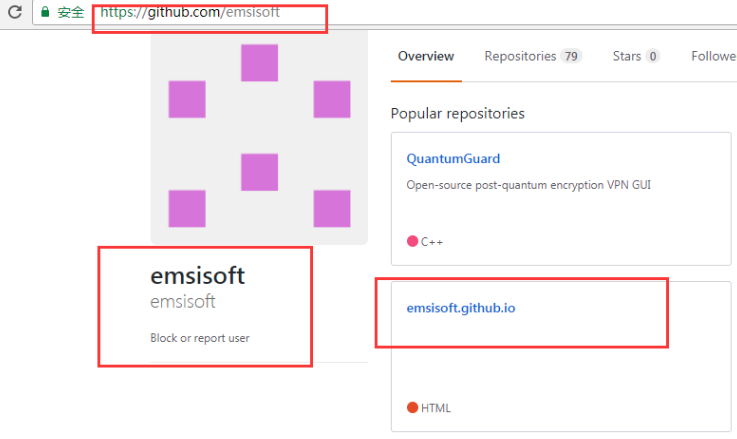 安全
https://github.com/emsisoft
Overview Repositories 79 Stars 0 Followe
Popular repositories
QuantumGuard
Open-source post-quantum encryption VPN GUI
C++
emsisoft
emsisoft
Block or report user
emsisoft.github.io
HTML